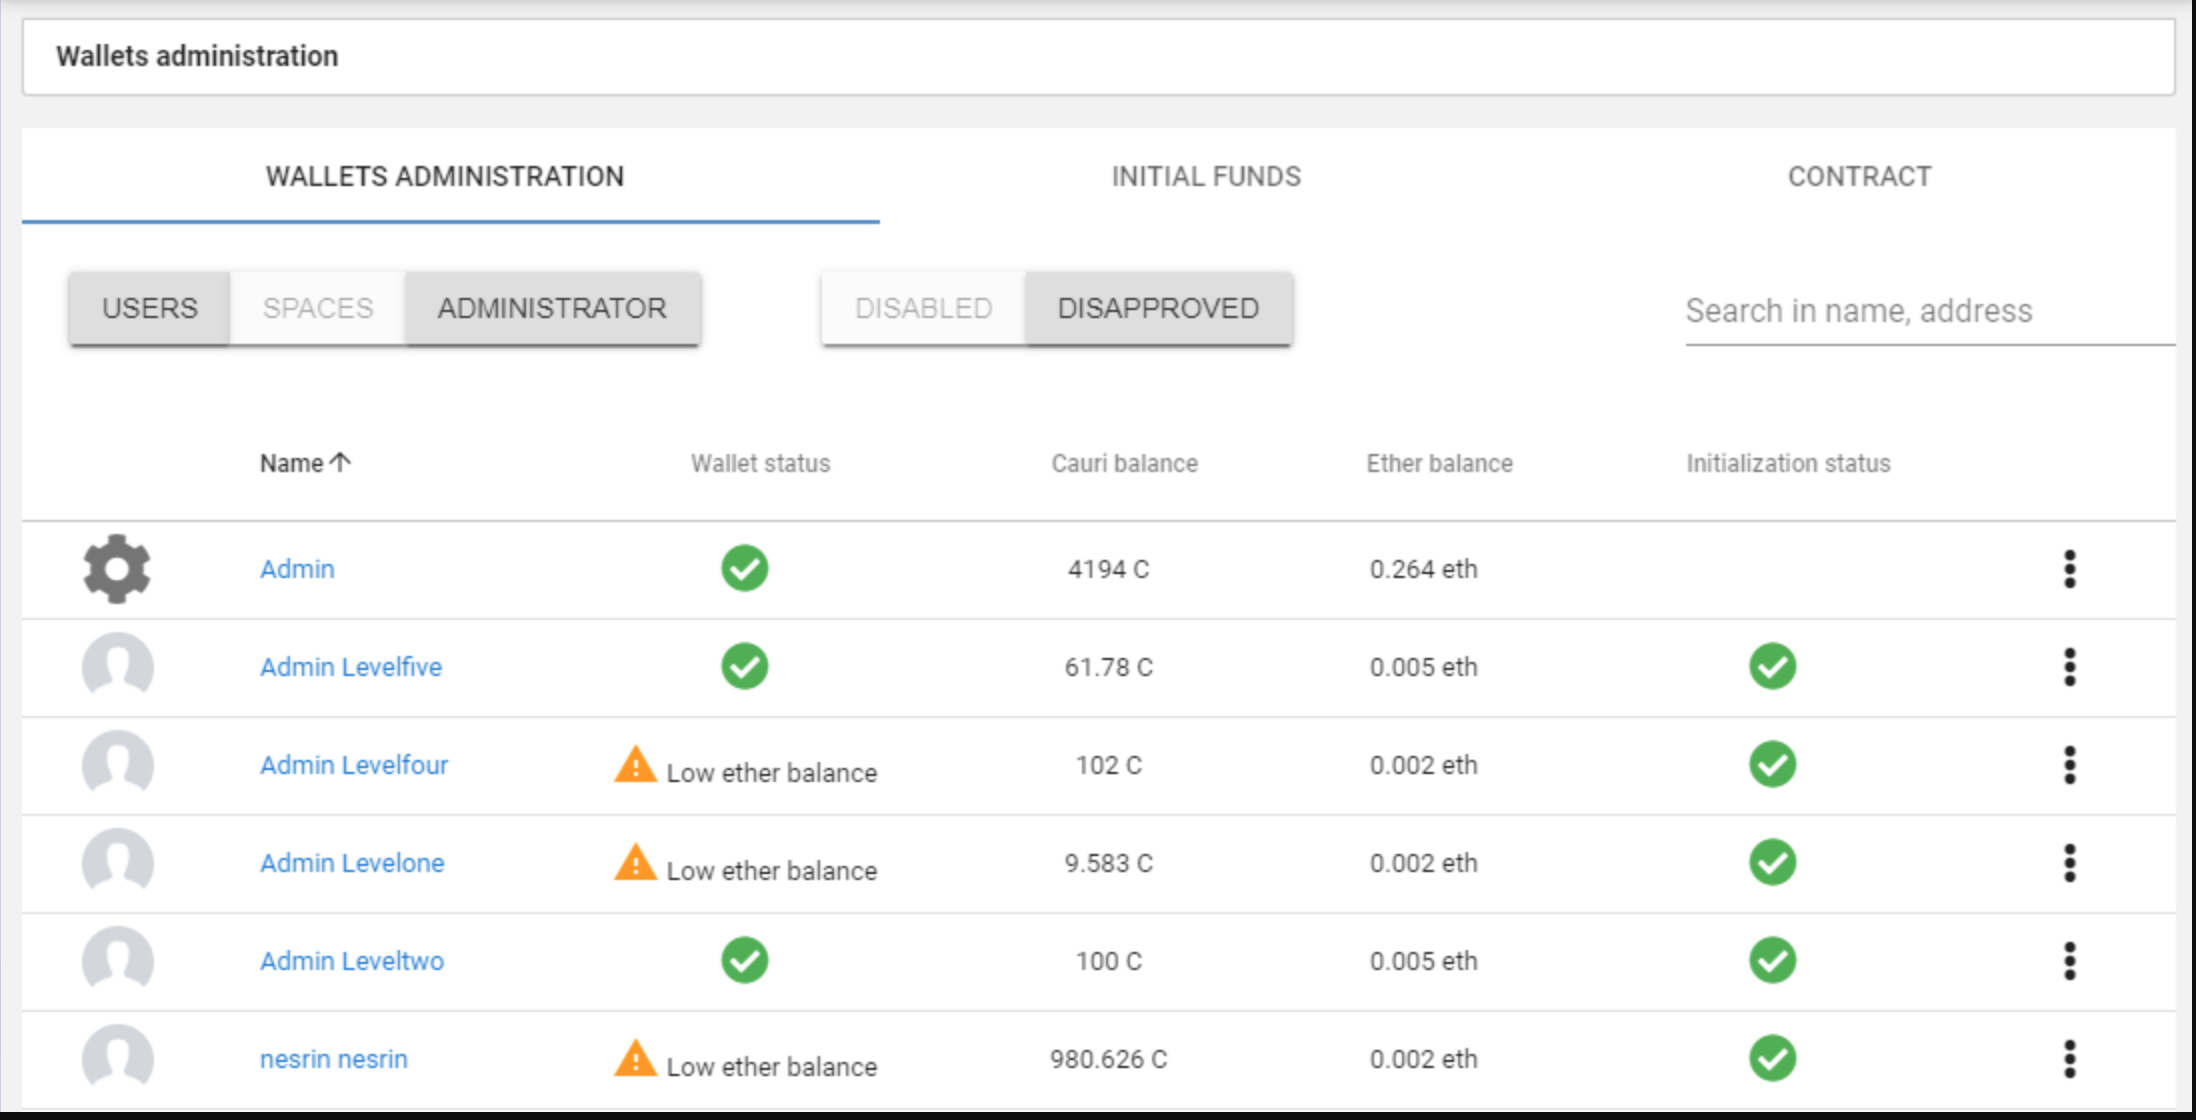 Wallets administration
WALLETS ADMINISTRATION INITIAL FUNDS CONTRACT
USERS SPACES ADMINISTRATOR DISABLED DISAPPROVED Search in name, address
Name Wallet status Cauri balance Ether balance Initialization status
Admin 4194 C 0.264 eth
Admin Levelfive 61.78 C 0.005 eth
Admin Levelfour Low ether balance 102 C 0.002 eth
Admin Levelone Low ether balance 9.583 C 0.002 eth
Admin Leveltwo 100 C 0.005 eth
nesrin nesrin Low ether balance 980.626 C 0.002 eth